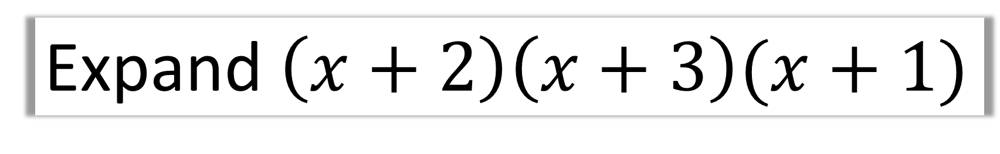 Expand (x + 2)(x + 3)(x + 1)